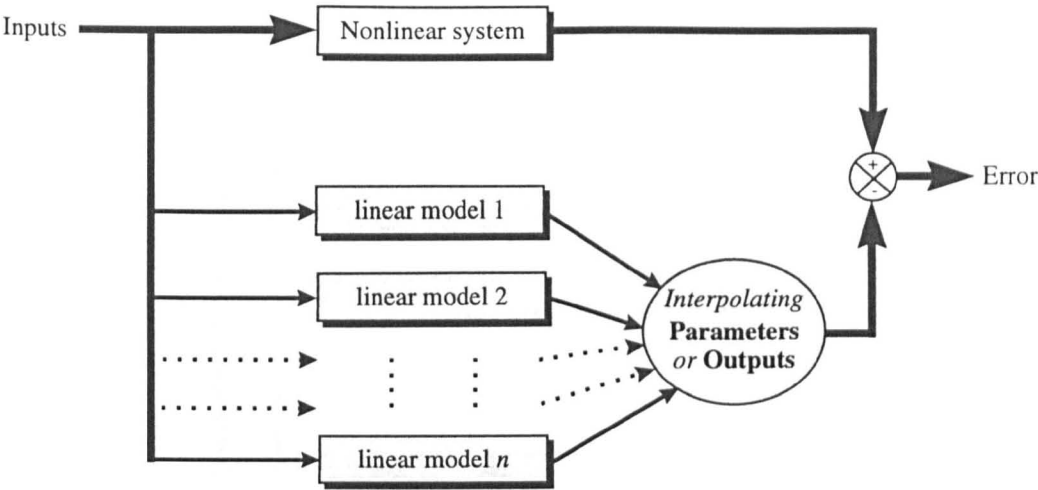 Inputs
Nonlinear system
+
-
Error
linear model 1
linear model 2
Interpolating
Parameters
or Outputs
linear model n